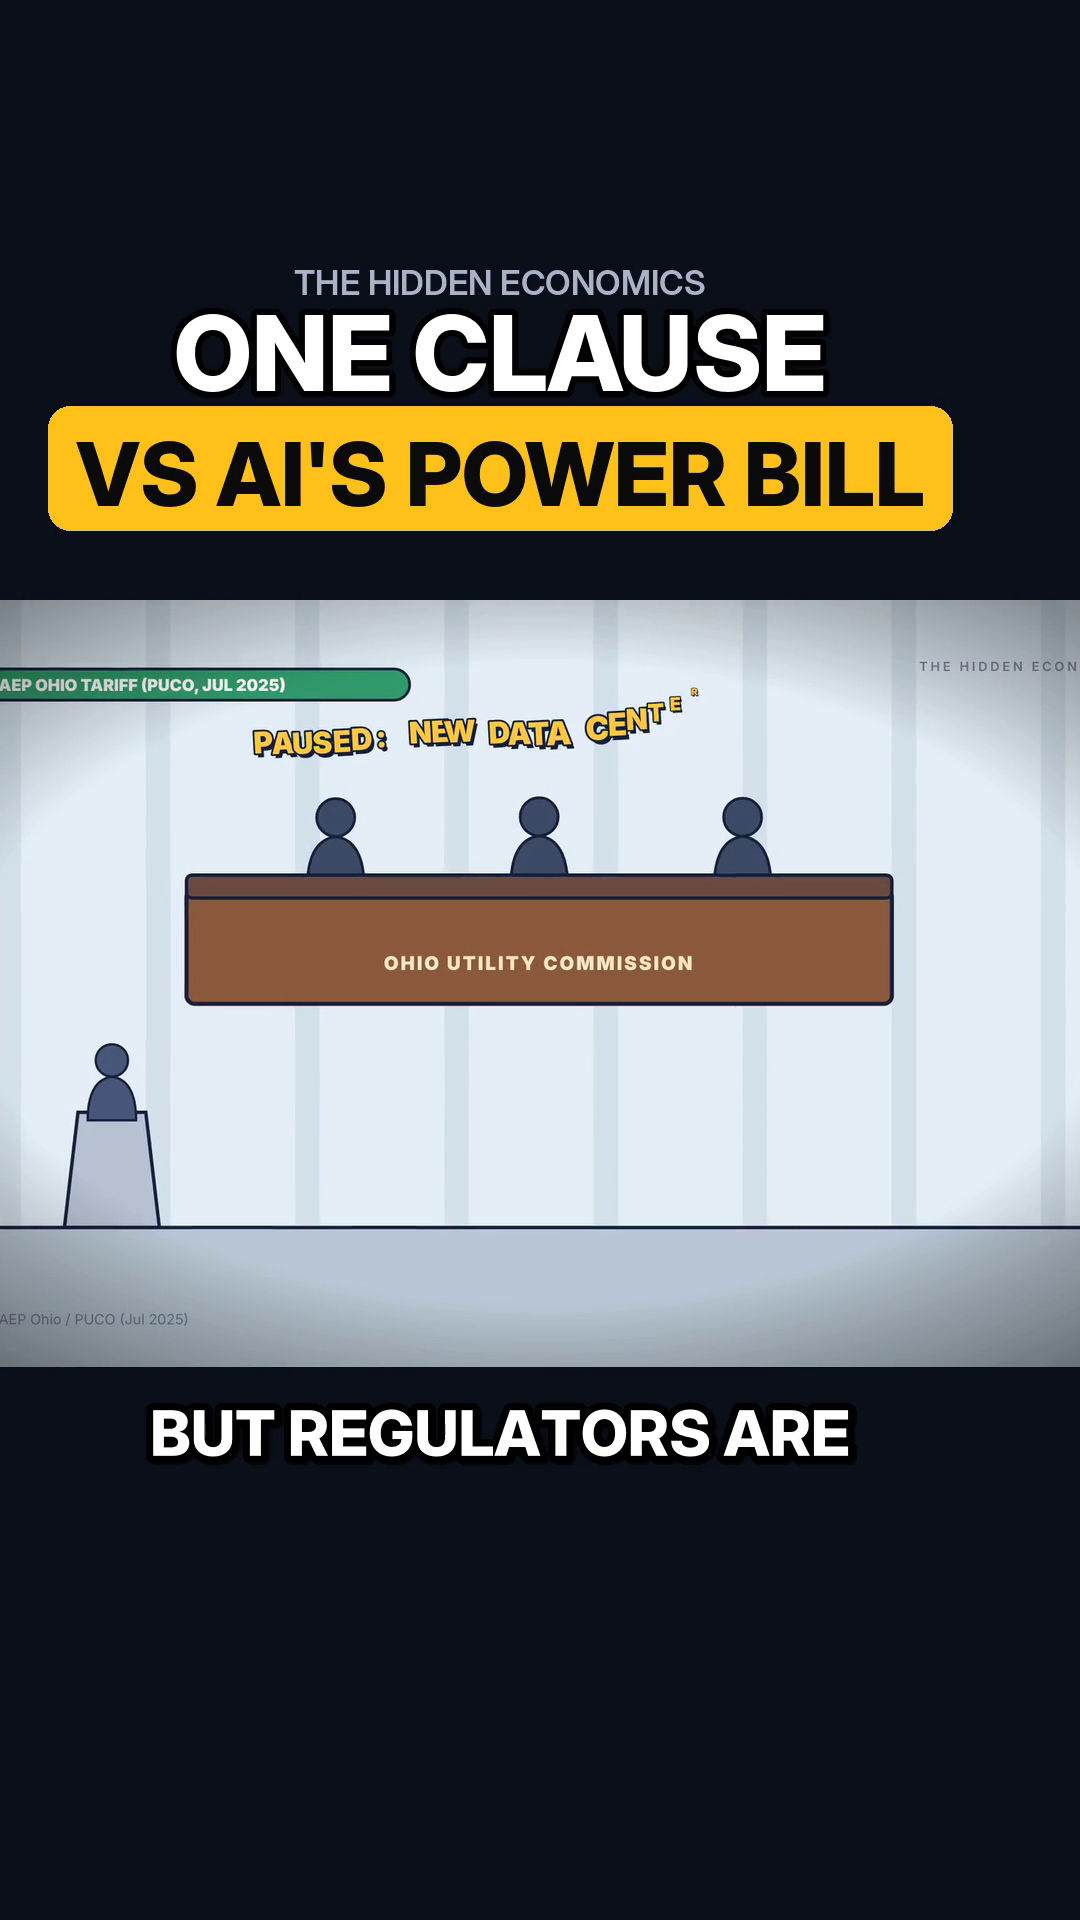 THE HIDDEN ECONOMICS
ONE CLAUSE
VS AI'S POWER BILL
AEP OHIO TARIFF (PUCO, JUL 2025)
THE HIDDEN ECON
PAUSED: NEW DATA CENTER
OHIO UTILITY COMMISSION
AEP Ohio / PUCO (Jul 2025)
BUT REGULATORS ARE